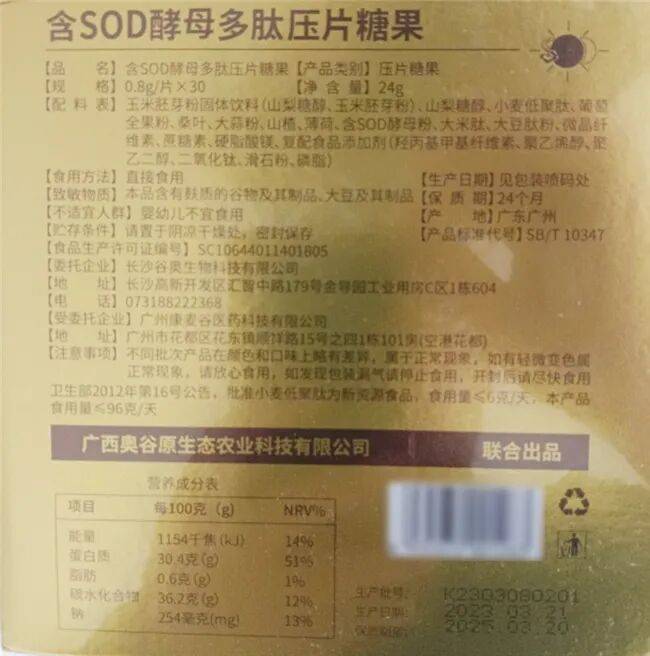 含SOD酵母多肽压片糖果
【品 名】含SOD酵母多肽压片糖果【产品类别】压片糖果
【规 格】0.8g/片×30 【净含量】24g
【配料表】玉米胚芽粉固体饮料(山梨糖醇、玉米胚芽粉)、山梨糖醇、小麦低聚肽、葡萄
全果粉、桑叶、大蒜粉、山楂、薄荷、含SOD酵母粉、大米肽、大豆肽粉、微晶纤
维素、蔗糖素、硬脂酸镁、复配食品添加剂(羟丙基甲基纤维素、聚乙烯醇、聚
乙二醇、二氧化钛、滑石粉、磷脂)
【食用方法】直接食用 【生产日期】见包装喷码处
【致敏物质】本品含有麸质的谷物及其制品、大豆及其制品【保质期】24个月
【不适宜人群】婴幼儿不宜食用 【产 地】广东广州
【贮存条件】请置于阴凉干燥处，密封保存 【产品标准代号】SB/T 10347
【食品生产许可证编号】SC10644011401805
【委托企业】长沙谷奥生物科技有限公司
【地 址】长沙高新开发区汇智中路179号金导园工业用房C区1栋604
【电 话】073188222368
【受委托企业】广州康麦谷医药科技有限公司
【地 址】广州市花都区花东镇顺祥路15号之四1栋101房(空港花都)
【注意事项】不同批次产品在颜色和口味上略有差异，属于正常现象，如有轻微变色属
正常现象，请放心食用，如发现包装漏气请停止食用，开封后请尽快食用
卫生部2012年第16号公告，批准小麦低聚肽为新资源食品，食用量≤6克/天，本产品
食用量≤96克/天
广西奥谷原生态农业科技有限公司 联合出品
营养成分表
项目 每100克(g) NRV%
能量 1154千焦(kJ) 14%
蛋白质 30.4克(g) 51%
脂肪 0.6克(g) 1%
碳水化合物 36.2克(g) 12%
钠 254毫克(mg) 13%
生产批号: K2303080201
生产日期: 2023 03 21
保质期期: 2025 03 20